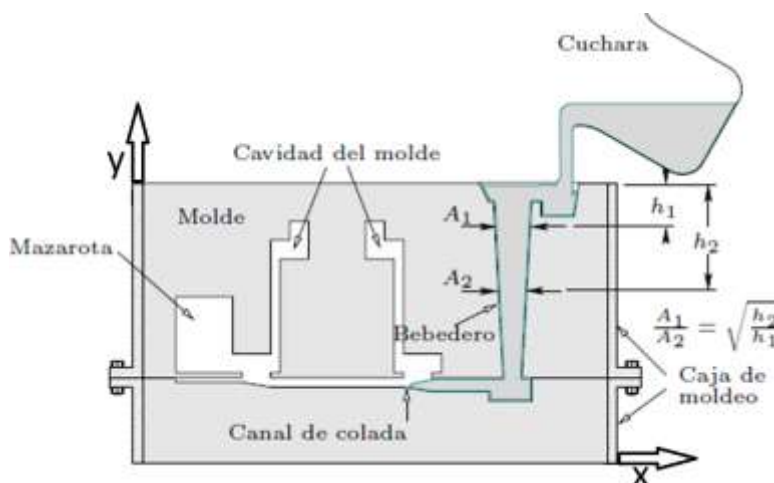 Cuchara
y
Cavidad del molde
Molde
A₁
h₁
h₂
Mazarota
A₂
Bebedero
A₁/A₂ = √(h₂/h₁)
Caja de
moldeo
Canal de colada
x